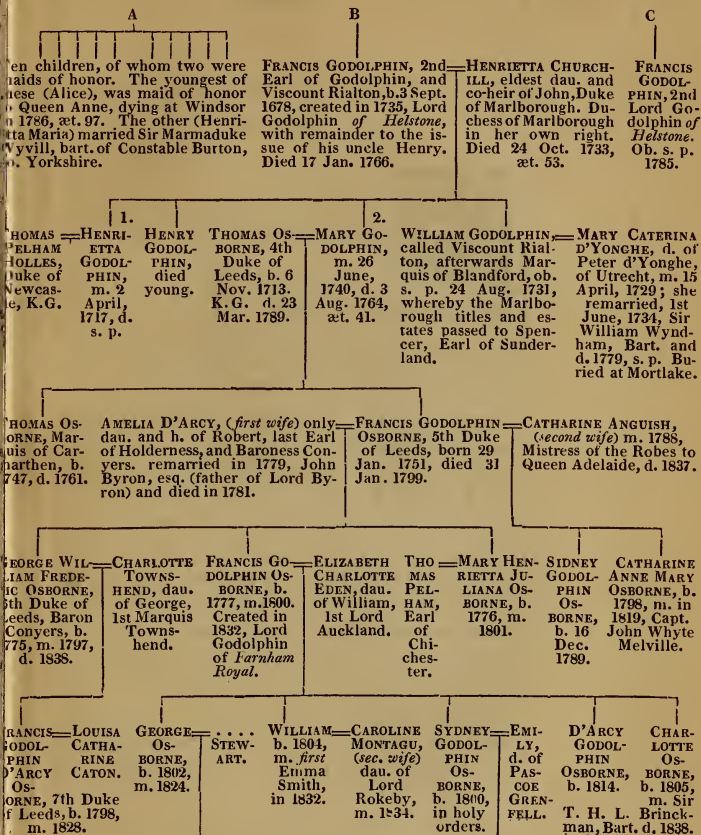 A
B
C
en children, of whom two were
aids of honor. The youngest of
ese (Alice), was maid of honor
Queen Anne, dying at Windsor
1786, æt. 97. The other (Henri-
tta Maria) married Sir Marmaduke
Vyvill, bart. of Constable Burton,
Yorkshire.
FRANCIS GODOLPHIN, 2nd
Earl of Godolphin, and
Viscount Rialton, b. 3 Sept.
1678, created in 1735, Lord
Godolphin of Helstone,
with remainder to the is-
sue of his uncle Henry.
Died 17 Jan. 1766.
HENRIETTA CHURCH-
ILL, eldest dau. and
co-heir of John, Duke
of Marlborough. Du-
chess of Marlborough
in her own right.
Died 24 Oct. 1733,
æt. 53.
FRANCIS
GODOL-
PHIN, 2nd
Lord Go-
dolphin of
Helstone.
Ob. s. p.
1785.
1.
2.
THOMAS
PELHAM
HOLLES,
Duke of
Newcas-
e, K.G.
HENRI-
ETTA
GODOL-
PHIN,
m. 2
April,
1717, d.
s. p.
HENRY
GODOL-
PHIN,
died
young.
THOMAS OS-
BORNE, 4th
Duke of
Leeds, b. 6
Nov. 1713.
K.G. d. 23
Mar. 1789.
MARY GO-
DOLPHIN,
m. 26
June,
1740, d. 3
Aug. 1764,
æt. 41.
WILLIAM GODOLPHIN,
called Viscount Rial-
ton, afterwards Mar-
quis of Blandford, ob.
s. p. 24 Aug. 1731,
whereby the Marlbo-
rough titles and es-
tates passed to Spen-
cer, Earl of Sunder-
land.
MARY CATERINA
D'YONGHE, d. of
Peter d'Yonghe,
of Utrecht, m. 15
April, 1729; she
remarried, 1st
June, 1734, Sir
William Wynd-
ham, Bart. and
d. 1779, s. p. Bu-
ried at Mortlake.
THOMAS OS-
ORNE, Mar-
uis of Car-
arthen, b.
747, d. 1761.
AMELIA D'ARCY, (first wife) only
dau. and h. of Robert, last Earl
of Holderness, and Baroness Con-
yers. remarried in 1779, John
Byron, esq. (father of Lord By-
ron) and died in 1781.
FRANCIS GODOLPHIN
OSBORNE, 5th Duke
of Leeds, born 29
Jan. 1751, died 31
Jan. 1799.
CATHARINE ANGUISH,
(second wife) m. 1788,
Mistress of the Robes to
Queen Adelaide, d. 1837.
GEORGE WIL-
LIAM FREDE-
IC OSBORNE,
6th Duke of
Leeds, Baron
Conyers, b.
775, m. 1797,
d. 1838.
CHARLOTTE
TOWNS-
HEND, dau.
of George,
1st Marquis
Towns-
hend.
FRANCIS GO-
DOLPHIN OS-
BORNE, b.
1777, m. 1800.
Created in
1832, Lord
Godolphin
of Farnham
Royal.
ELIZABETH
CHARLOTTE
EDEN, dau.
of William,
1st Lord
Auckland.
THO
MAS
PEL-
HAM,
Earl
of
Chi-
ches-
ter.
MARY HEN-
RIETTA JU-
LIANA OS-
BORNE, b.
1776, m.
1801.
SIDNEY
GODOL-
PHIN
OS-
BORNE,
b. 16
Dec.
1789.
CATHARINE
ANNE MARY
OSBORNE, b.
1798, m. in
1819, Capt.
John Whyte
Melville.
FRANCIS
GODOL-
PHIN
D'ARCY
Os-
ORNE, 7th Duke
f Leeds, b. 1798,
m. 1828.
LOUISA
CATHA-
RINE
CATON.
GEORGE
OS-
BORNE,
b. 1802,
m. 1824.
. . . .
STEW-
ART.
WILLIAM
b. 1804,
m. first
Emma
Smith,
in 1832.
CAROLINE
MONTAGU,
(sec. wife)
dau. of
Lord
Rokeby,
m. 1834.
SYDNEY
GODOL-
PHIN
OS-
BORNE,
b. 1800,
in holy
orders.
EMI-
LY,
d. of
PAS-
COE
GREN-
FELL.
D'ARCY
GODOL-
PHIN
OSBORNE,
b. 1814.
CHAR-
LOTTE
OS-
BORNE,
b. 1805,
m. Sir
T. H. L. Brinck-
man, Bart. d. 1838.